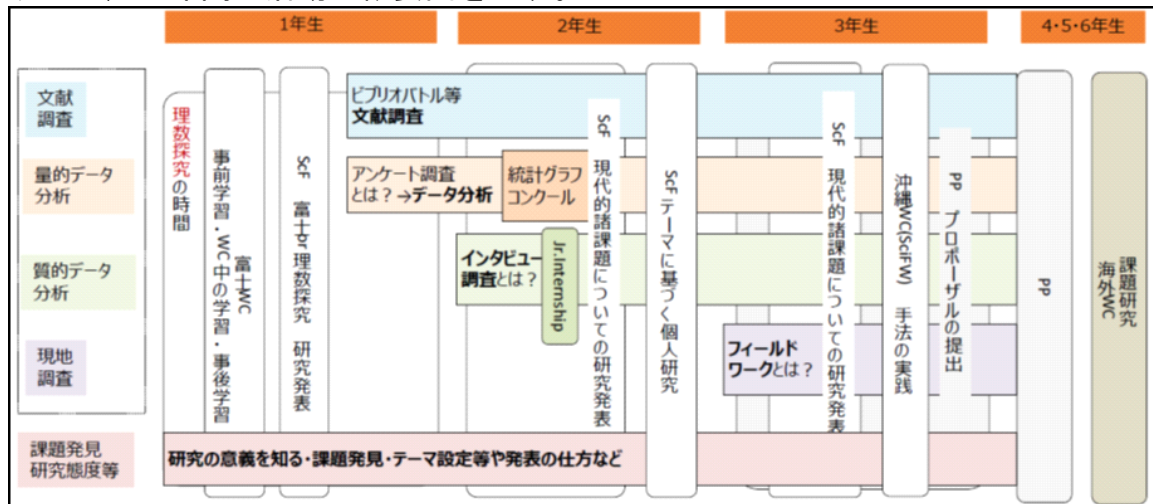 1年生
2年生
3年生
4・5・6年生
文献
調査
量的データ
分析
質的データ
分析
現地
調査
課題発見
研究態度等
理数探究の時間
富士WC
事前学習・WC中の学習・事後学習
ScF 富士or理数探究 研究発表
ビブリオバトル等
文献調査
アンケート調査
とは？→データ分析
統計グラフ
コンクール
インタビュー
調査とは？
Jr.Internship
ScF 現代的諸課題についての研究発表
ScFテーマに基づく個人研究
フィールド
ワークとは？
ScF 現代的諸課題についての研究発表
沖縄WC(SciFW) 手法の実践
PP プロポーザルの提出
PP
課題研究
海外WC
研究の意義を知る・課題発見・テーマ設定等や発表の仕方など